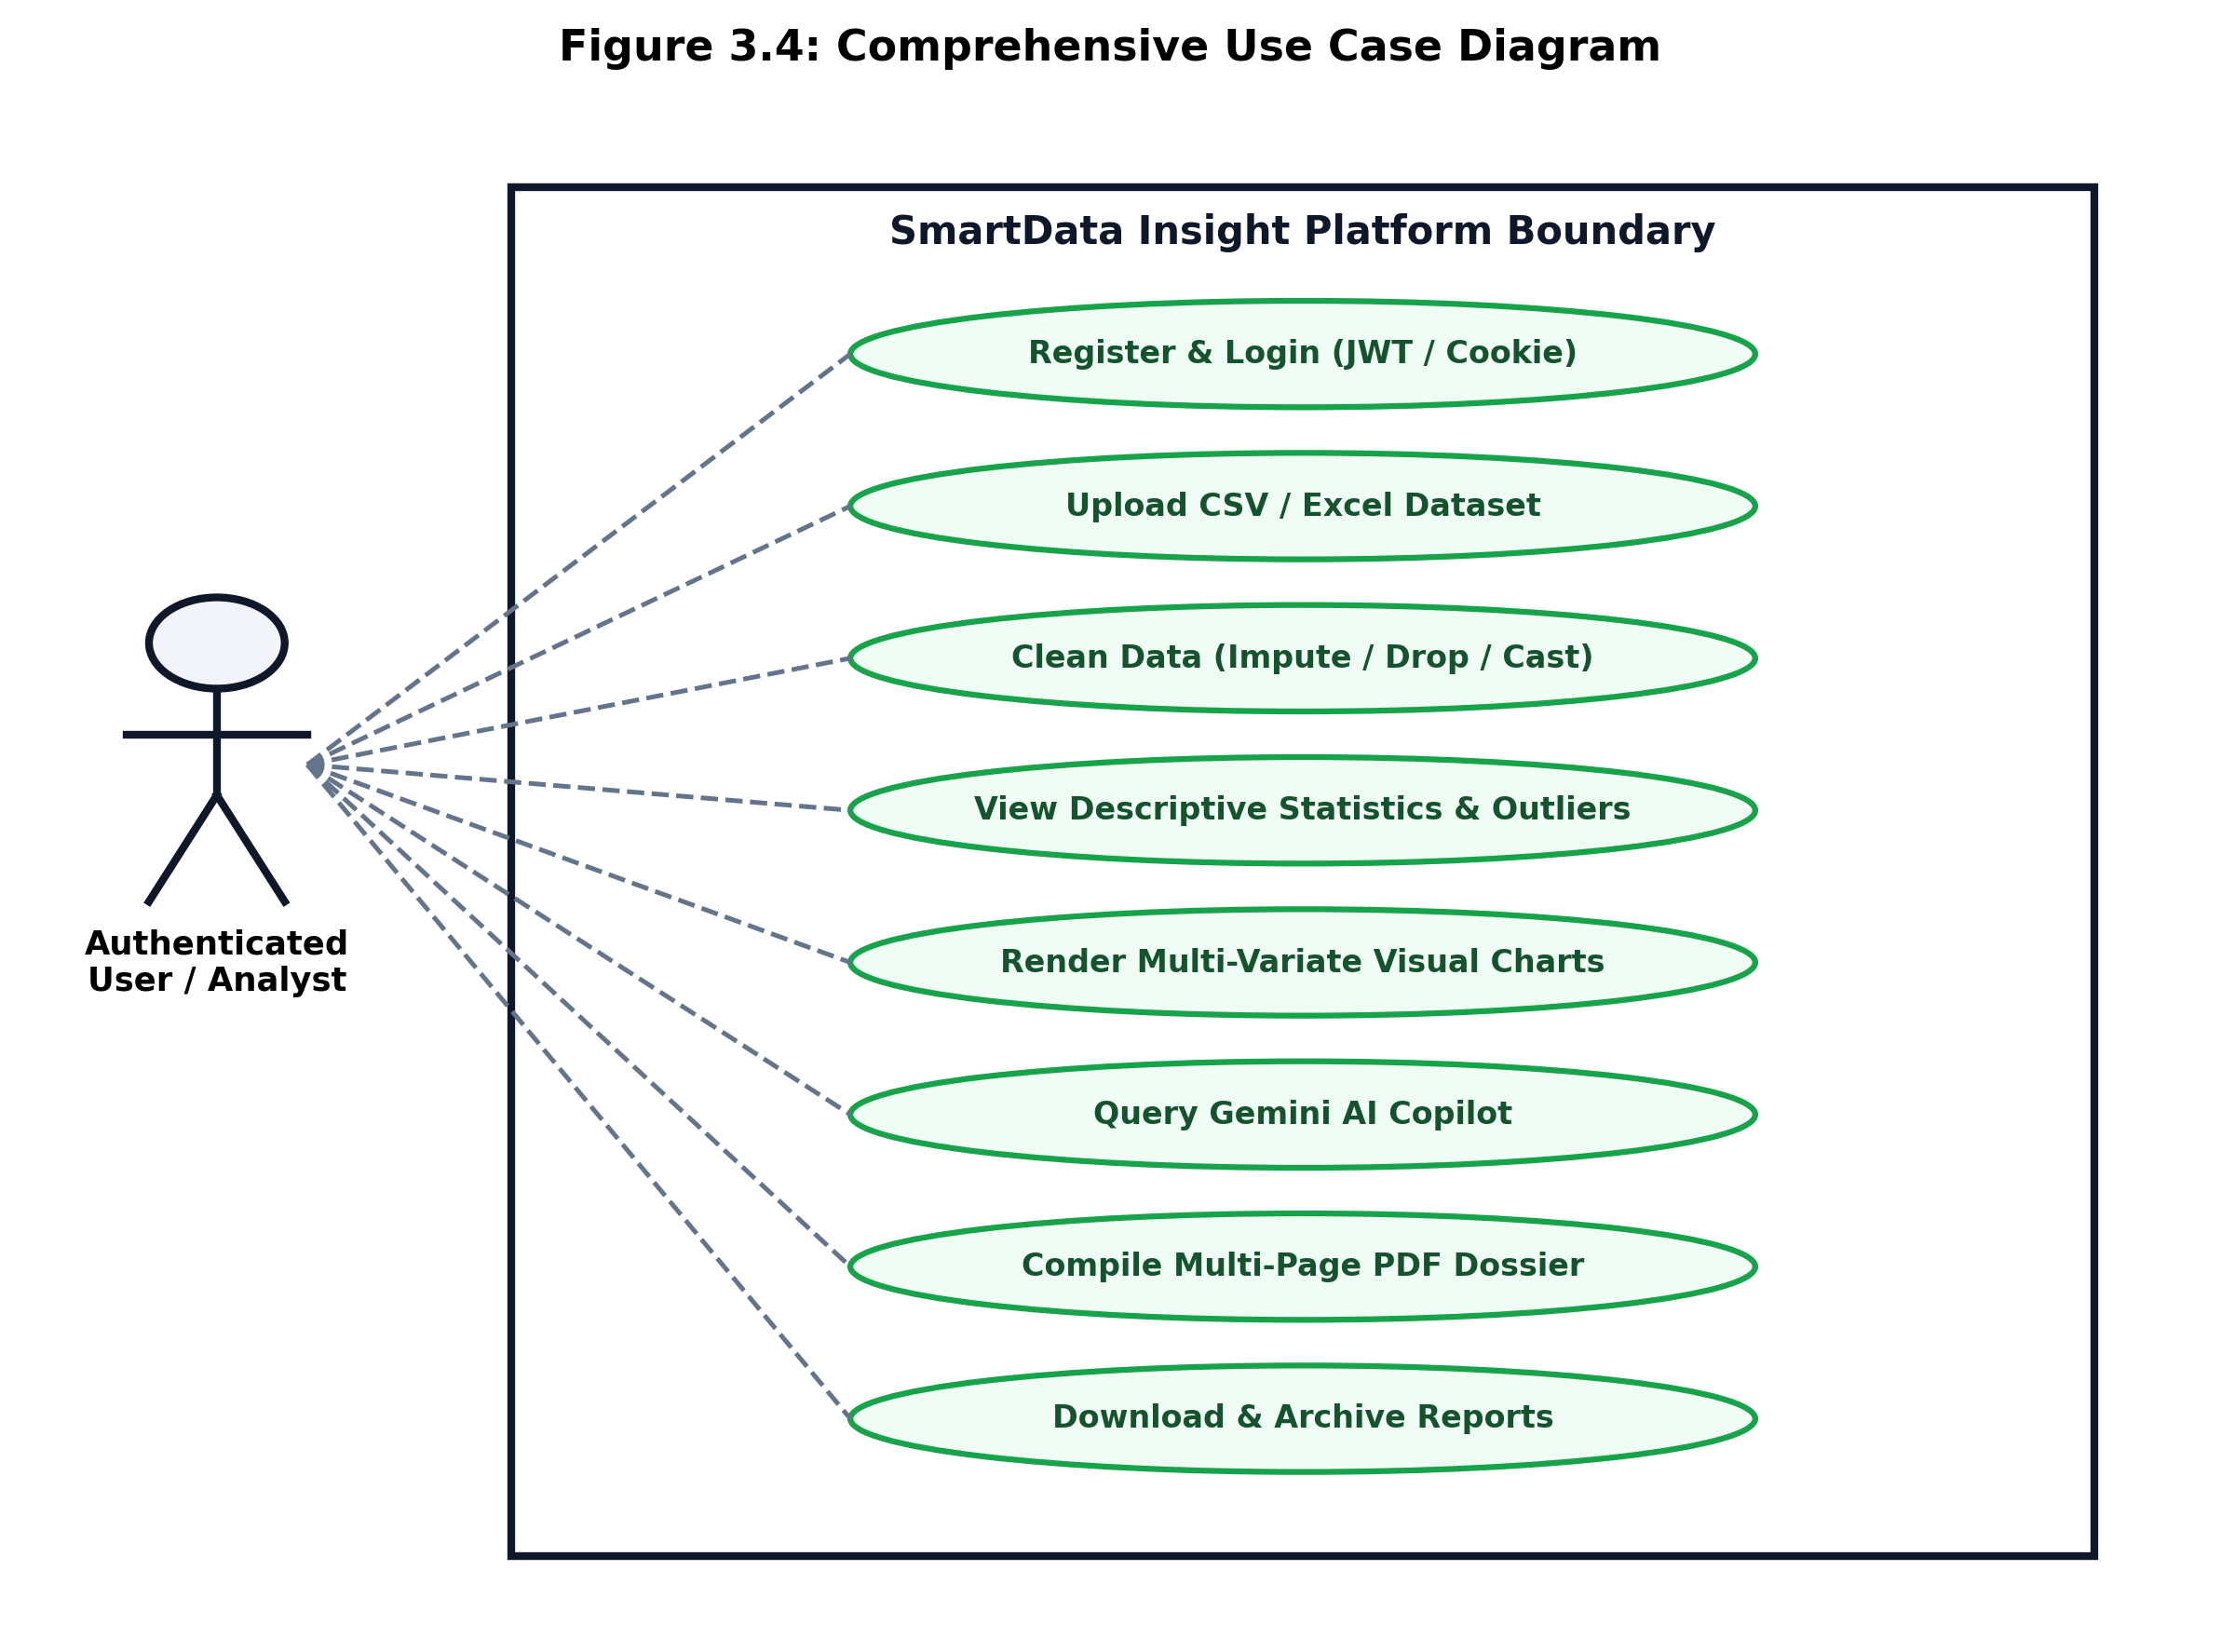 Figure 3.4: Comprehensive Use Case Diagram
SmartData Insight Platform Boundary
Register & Login (JWT / Cookie)
Upload CSV / Excel Dataset
Clean Data (Impute / Drop / Cast)
View Descriptive Statistics & Outliers
Render Multi-Variate Visual Charts
Query Gemini AI Copilot
Compile Multi-Page PDF Dossier
Download & Archive Reports
Authenticated
User / Analyst